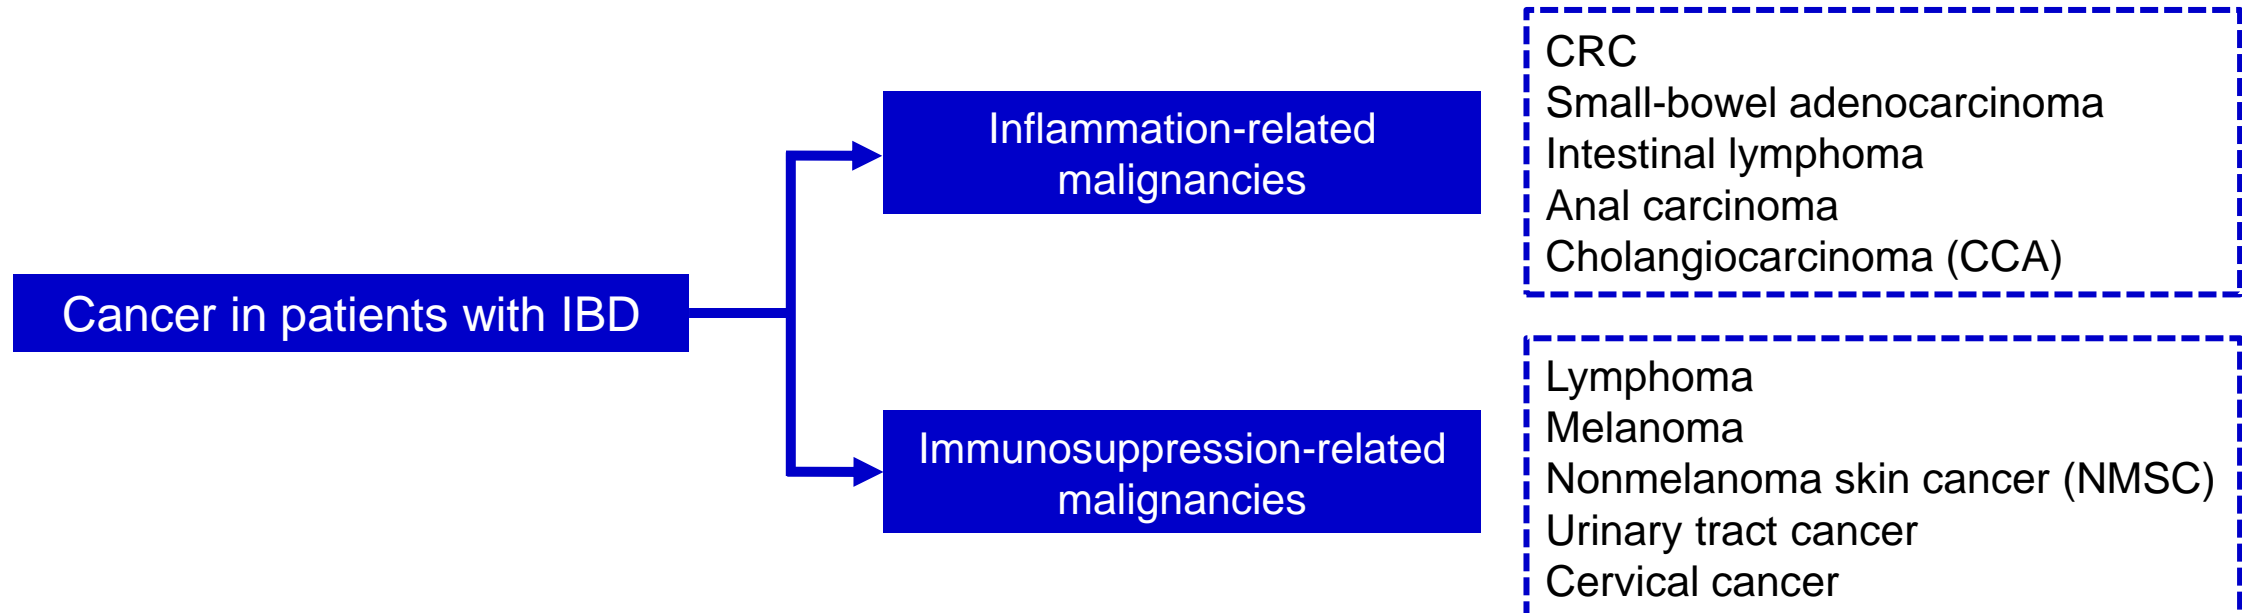 Cancer in patients with IBD
Inflammation-related
malignancies
CRC
Small-bowel adenocarcinoma
Intestinal lymphoma
Anal carcinoma
Cholangiocarcinoma (CCA)
Immunosuppression-related
malignancies
Lymphoma
Melanoma
Nonmelanoma skin cancer (NMSC)
Urinary tract cancer
Cervical cancer